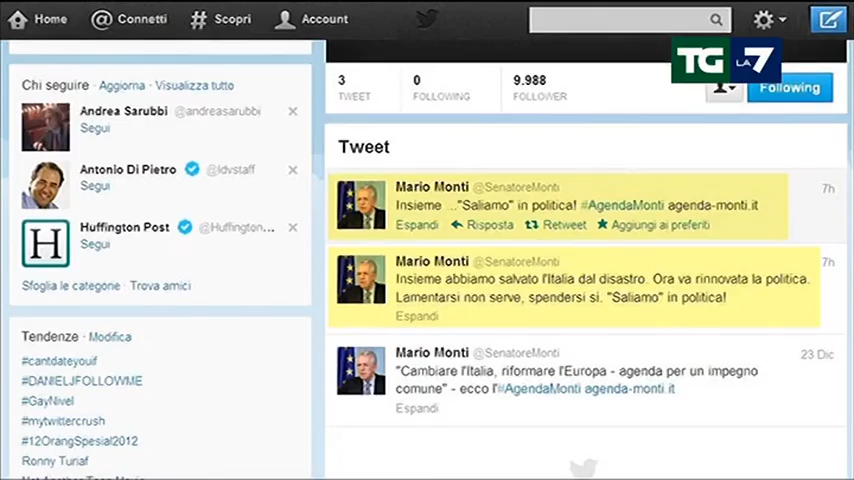 Home
Connetti
Scopri
Account
TG LA 7
3
TWEET
0
FOLLOWING
9.988
FOLLOWER
Following
Chi seguire · Aggiorna · Visualizza tutto
Andrea Sarubbi @andreasarubbi
Segui
Antonio Di Pietro @Idvstaff
Segui
Huffington Post @Huffington...
Segui
Sfoglia le categorie · Trova amici
Tendenze · Modifica
#cantdateyouif
#DANIELJFOLLOWME
#GayNivel
#mytwittercrush
#12OrangSpesial2012
Ronny Turiaf
Tweet
Mario Monti @SenatoreMonti 7h
Insieme ..."Saliamo" in politica! #AgendaMonti agenda-monti.it
Espandi Risposta Retweet Aggiungi ai preferiti
Mario Monti @SenatoreMonti 7h
Insieme abbiamo salvato l'Italia dal disastro. Ora va rinnovata la politica.
Lamentarsi non serve, spendersi si. "Saliamo" in politica!
Espandi
Mario Monti @SenatoreMonti 23 Dic
"Cambiare l'Italia, riformare l'Europa - agenda per un impegno
comune" - ecco l'#AgendaMonti agenda-monti.it
Espandi